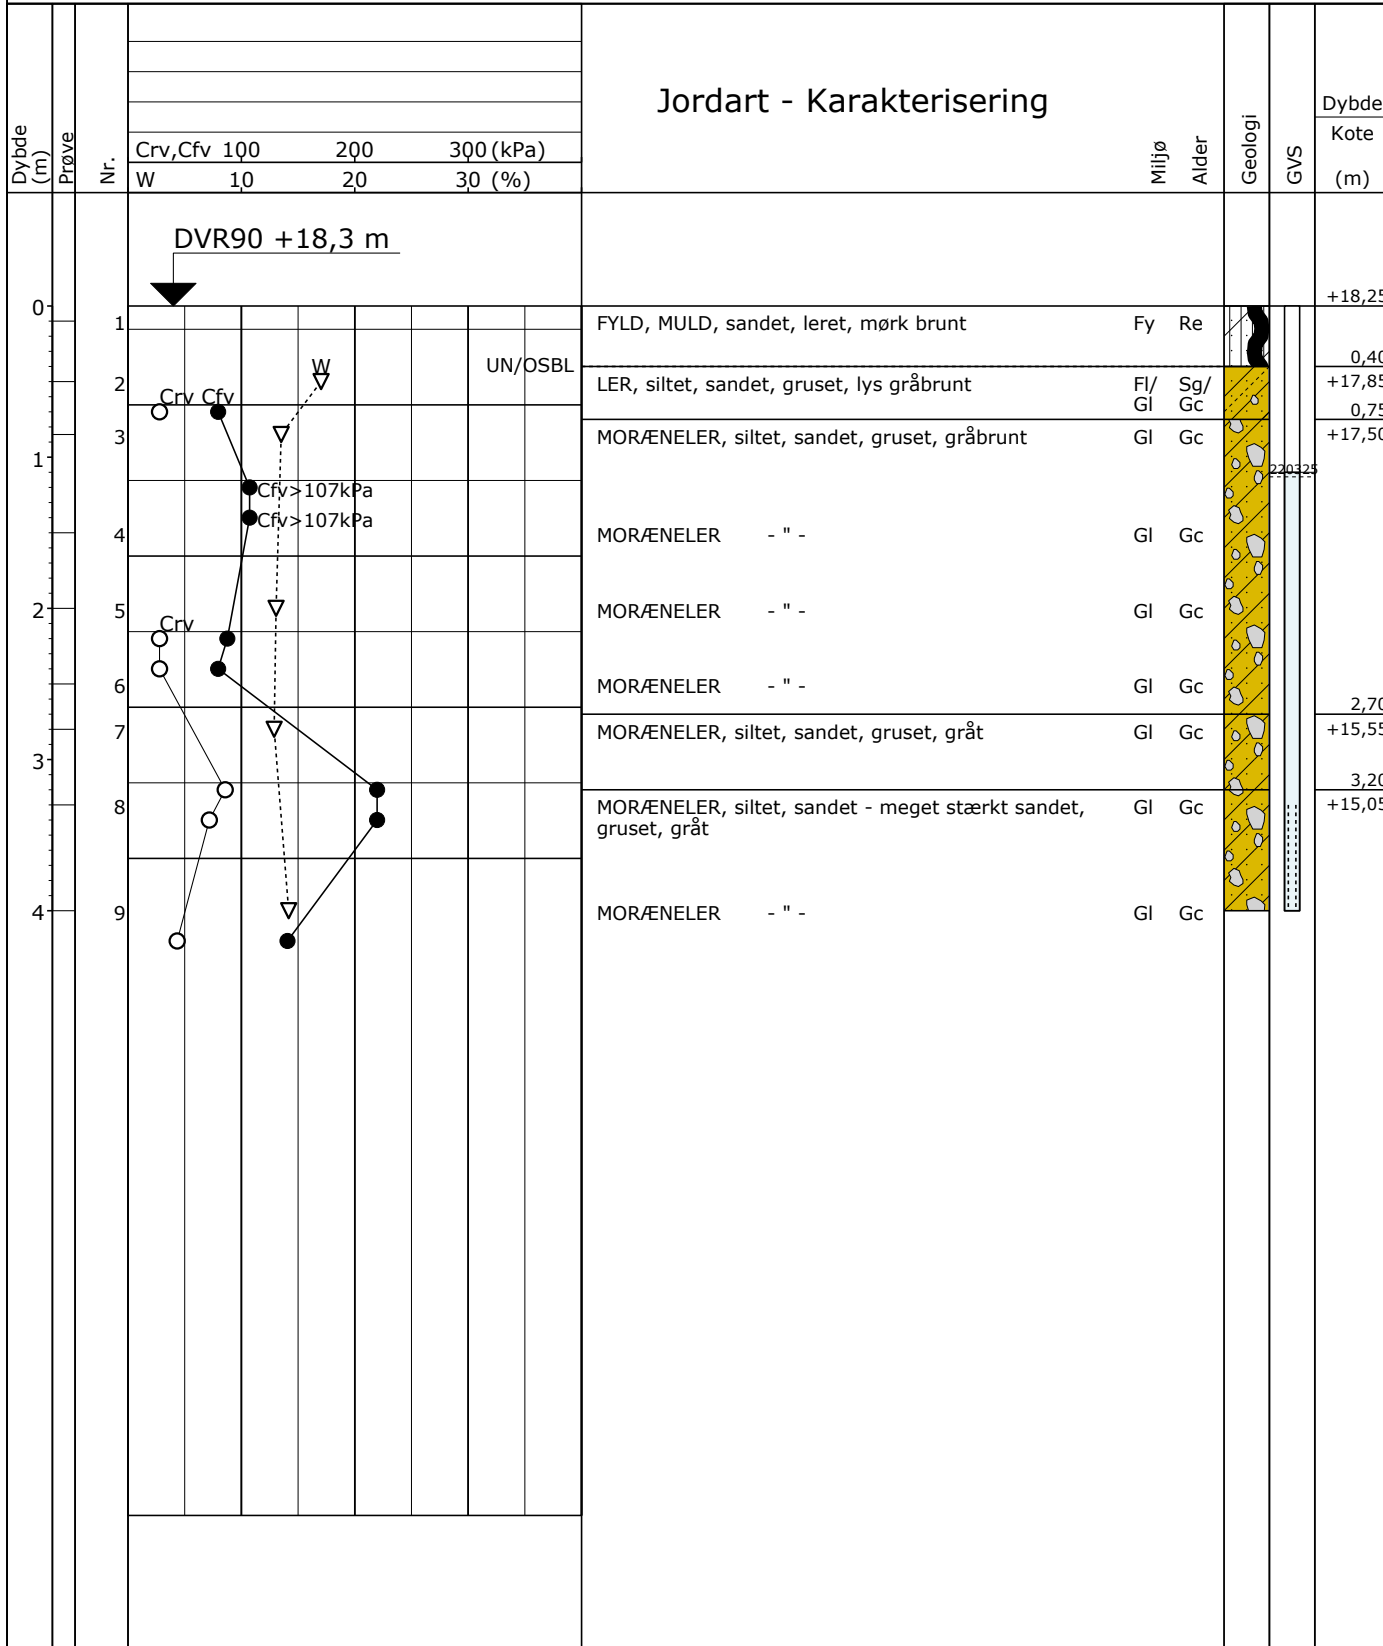 Jordart - Karakterisering
Dybde (m)
Prøve
Nr.
Crv,Cfv 100 200 300 (kPa)
W 10 20 30 (%)
Miljø
Alder
Geologi
GVS
Dybde
Kote
(m)
DVR90 +18,3 m
0
+18,25
1 FYLD, MULD, sandet, leret, mørk brunt Fy Re
W UN/OSBL
0,40
2 LER, siltet, sandet, gruset, lys gråbrunt Fl/ Sg/
+17,85
Crv Cfv Gl Gc
0,75
3 MORÆNELER, siltet, sandet, gruset, gråbrunt Gl Gc
+17,50
1
220325
Cfv>107kPa
Cfv>107kPa
4 MORÆNELER - " - Gl Gc
2 5 MORÆNELER - " - Gl Gc
Crv
6 MORÆNELER - " - Gl Gc
2,70
7 MORÆNELER, siltet, sandet, gruset, gråt Gl Gc
+15,55
3
3,20
8 MORÆNELER, siltet, sandet - meget stærkt sandet, Gl Gc
+15,05
gruset, gråt
4 9 MORÆNELER - " - Gl Gc